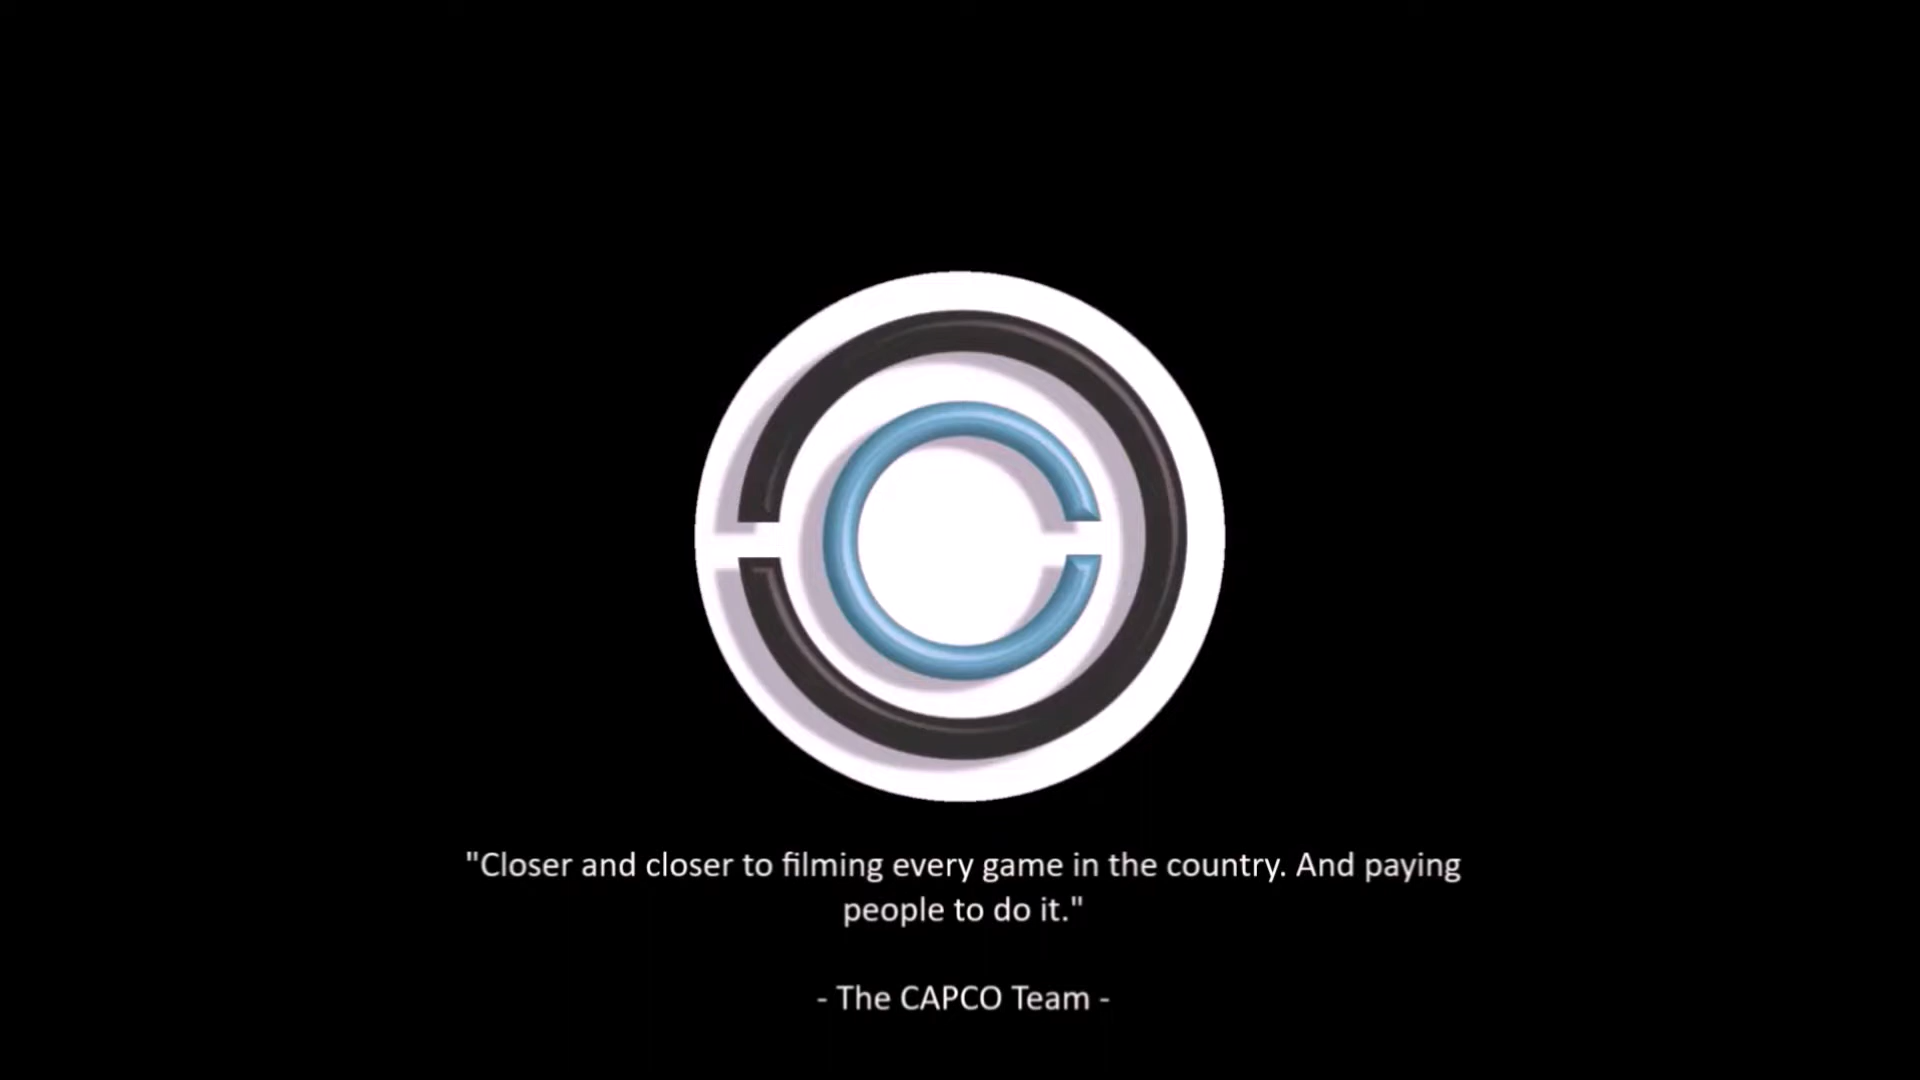 "Closer and closer to filming every game in the country. And paying
people to do it."
- The CAPCO Team -